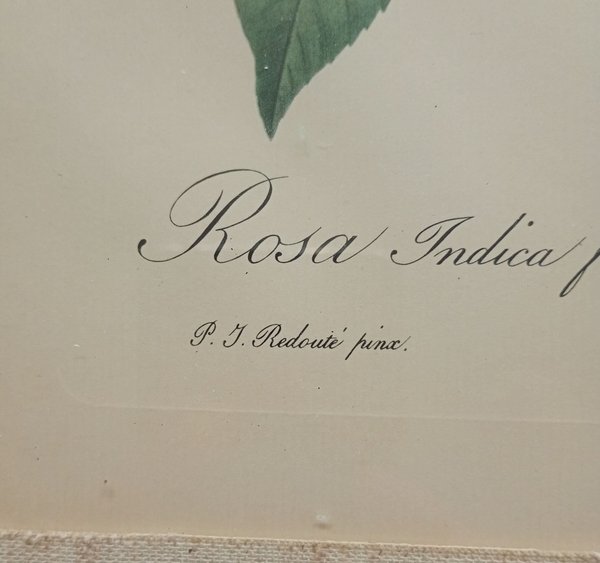 Rosa Indica
P. J. Redouté pinx.